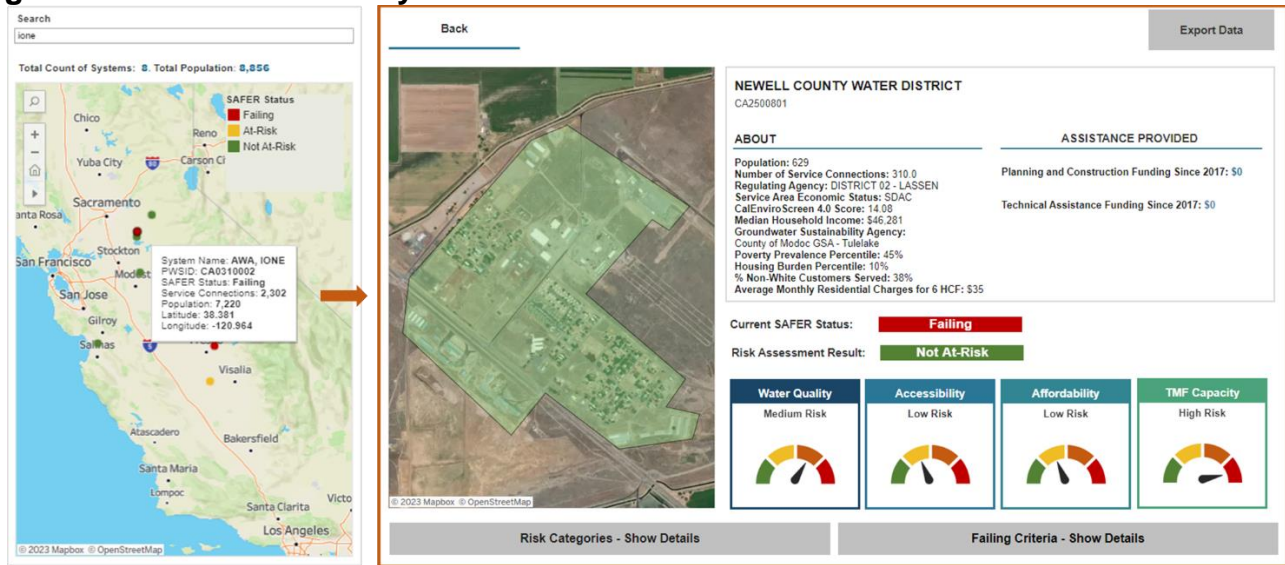 Search
ione
Total Count of Systems: 8. Total Population: 8,856
SAFER Status
Failing
At-Risk
Not At-Risk
Chico
Reno
Yuba City
80
Carson Ci
Sacramento
anta Rosa
Stockton
San Francisco
Modest
San Jose
Gilroy
Salinas
5
Visalia
Atascadero
Bakersfield
Santa Maria
Lompoc
Santa Clarita
Victo
Los Angeles
System Name: AWA, IONE
PWSID: CA0310002
SAFER Status: Failing
Service Connections: 2,302
Population: 7,220
Latitude: 38.381
Longitude: -120.964
© 2023 Mapbox © OpenStreetMap
Back
Export Data
© 2023 Mapbox © OpenStreetMap
NEWELL COUNTY WATER DISTRICT
CA2500801
ABOUT
Population: 629
Number of Service Connections: 310.0
Regulating Agency: DISTRICT 02 - LASSEN
Service Area Economic Status: SDAC
CalEnviroScreen 4.0 Score: 14.08
Median Household Income: $46,281
Groundwater Sustainability Agency:
County of Modoc GSA - Tulelake
Poverty Prevalence Percentile: 45%
Housing Burden Percentile: 10%
% Non-White Customers Served: 38%
Average Monthly Residential Charges for 6 HCF: $35
ASSISTANCE PROVIDED
Planning and Construction Funding Since 2017: $0
Technical Assistance Funding Since 2017: $0
Current SAFER Status: Failing
Risk Assessment Result: Not At-Risk
Water Quality
Medium Risk
Accessibility
Low Risk
Affordability
Low Risk
TMF Capacity
High Risk
Risk Categories - Show Details
Failing Criteria - Show Details